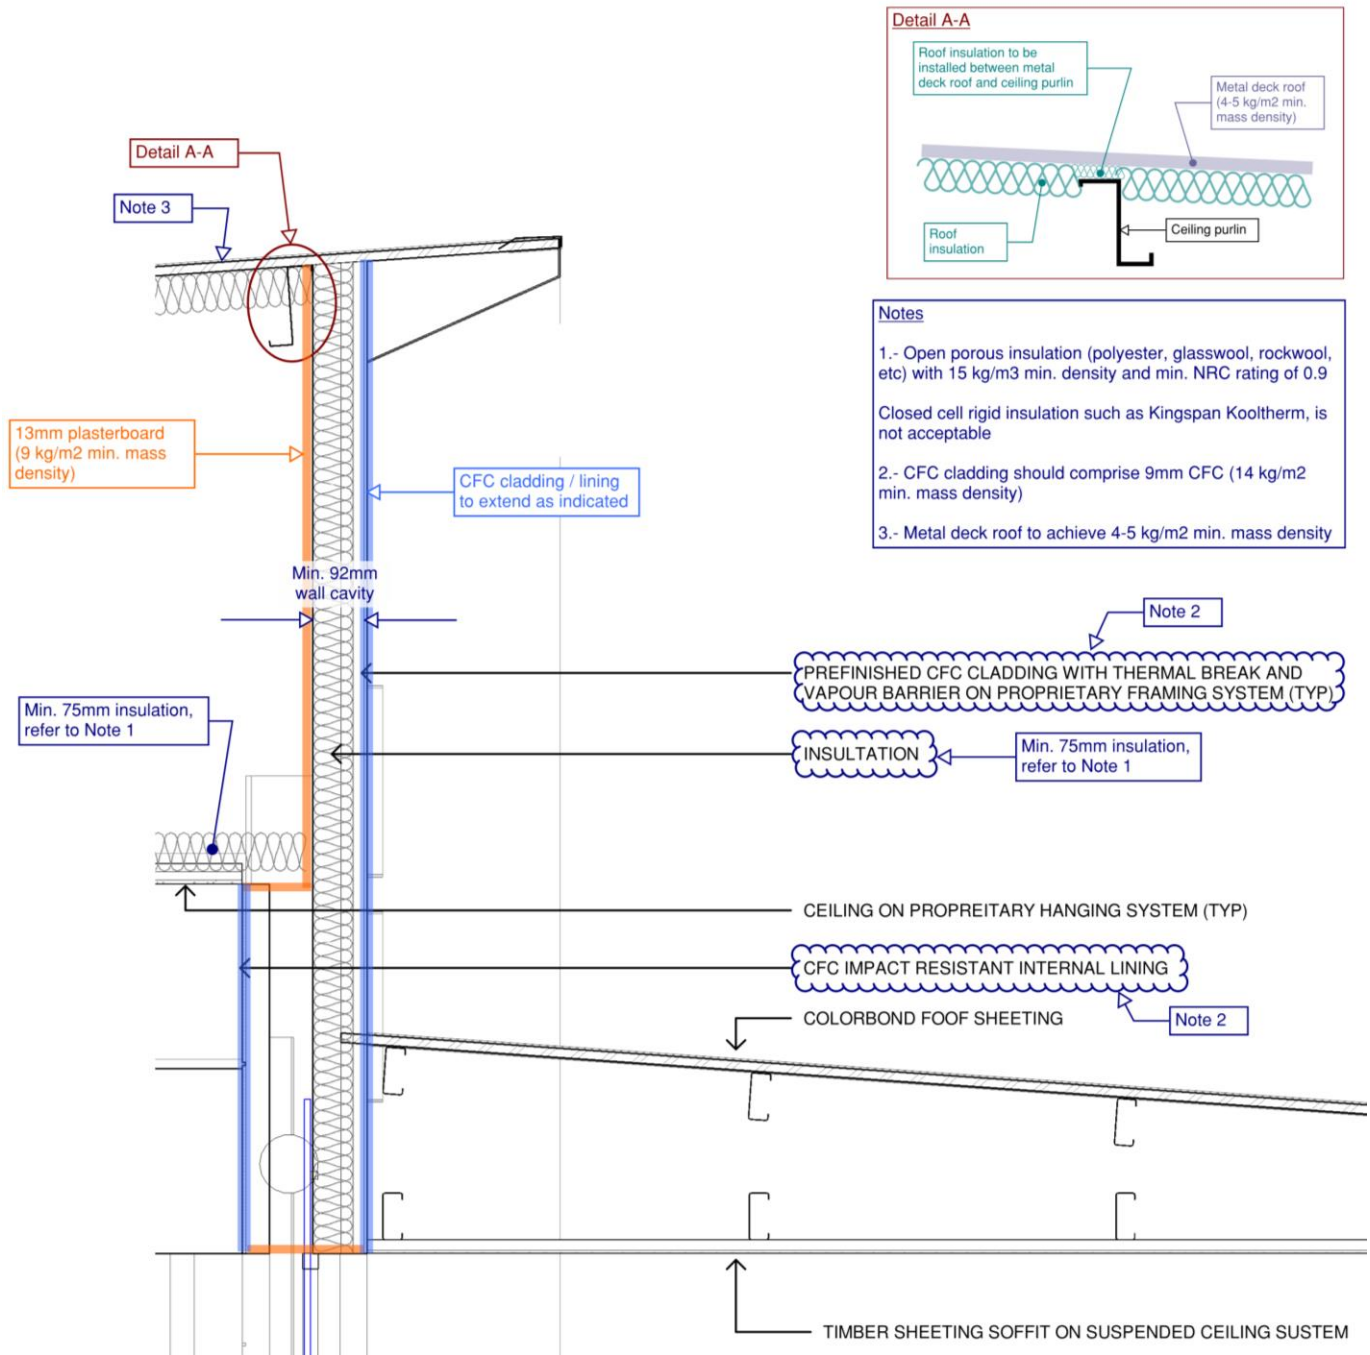 Detail A-A
Roof insulation to be
installed between metal
deck roof and ceiling purlin
Metal deck roof
(4-5 kg/m2 min.
mass density)
Roof
insulation
Ceiling purlin
Detail A-A
Note 3
Notes
1.- Open porous insulation (polyester, glasswool, rockwool,
etc) with 15 kg/m3 min. density and min. NRC rating of 0.9
Closed cell rigid insulation such as Kingspan Kooltherm, is
not acceptable
2.- CFC cladding should comprise 9mm CFC (14 kg/m2
min. mass density)
3.- Metal deck roof to achieve 4-5 kg/m2 min. mass density
13mm plasterboard
(9 kg/m2 min. mass
density)
CFC cladding / lining
to extend as indicated
Min. 92mm
wall cavity
Note 2
PREFINISHED CFC CLADDING WITH THERMAL BREAK AND
VAPOUR BARRIER ON PROPRIETARY FRAMING SYSTEM (TYP)
Min. 75mm insulation,
refer to Note 1
INSULTATION
Min. 75mm insulation,
refer to Note 1
CEILING ON PROPREITARY HANGING SYSTEM (TYP)
CFC IMPACT RESISTANT INTERNAL LINING
Note 2
COLORBOND FOOF SHEETING
TIMBER SHEETING SOFFIT ON SUSPENDED CEILING SUSTEM